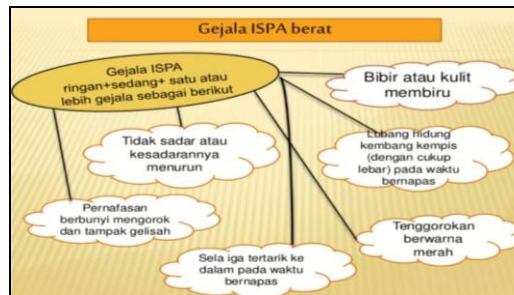 Gejala ISPA berat
Gejala ISPA
ringan+sedang+ satu atau
lebih gejala sebagai berikut
Bibir atau kulit
membiru
Tidak sadar atau
kesadarannya
menurun
Lubang hidung
kembang kempis
(dengan cukup
lebar) pada waktu
bernapas
Pernafasan
berbunyi mengorok
dan tampak gelisah
Tenggorokan
berwarna
merah
Sela iga tertarik ke
dalam pada waktu
bernapas